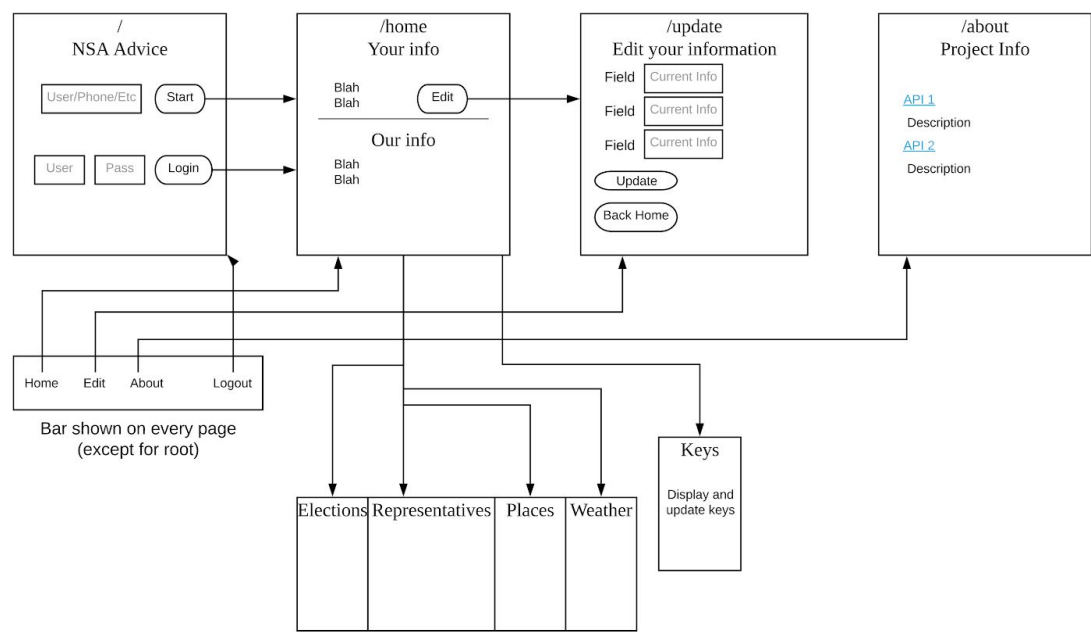 /
NSA Advice
User/Phone/Etc
Start
User
Pass
Login
/home
Your info
Blah
Blah
Edit
Our info
Blah
Blah
/update
Edit your information
Field
Current Info
Field
Current Info
Field
Current Info
Update
Back Home
/about
Project Info
API 1
Description
API 2
Description
Home
Edit
About
Logout
Bar shown on every page
(except for root)
Elections
Representatives
Places
Weather
Keys
Display and
update keys